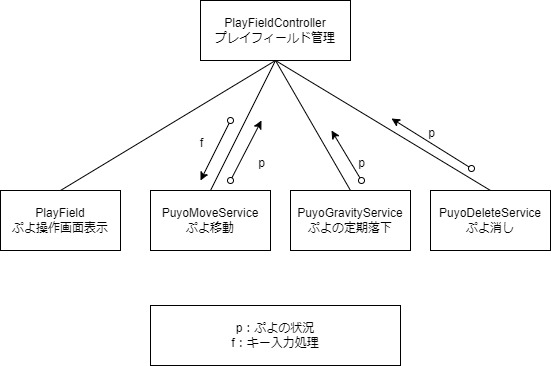 PlayFieldController
プレイフィールド管理
f
p
p
p
PlayField
ぷよ操作画面表示
PuyoMoveService
ぷよ移動
PuyoGravityService
ぷよの定期落下
PuyoDeleteService
ぷよ消し
p：ぷよの状況
f：キー入力処理